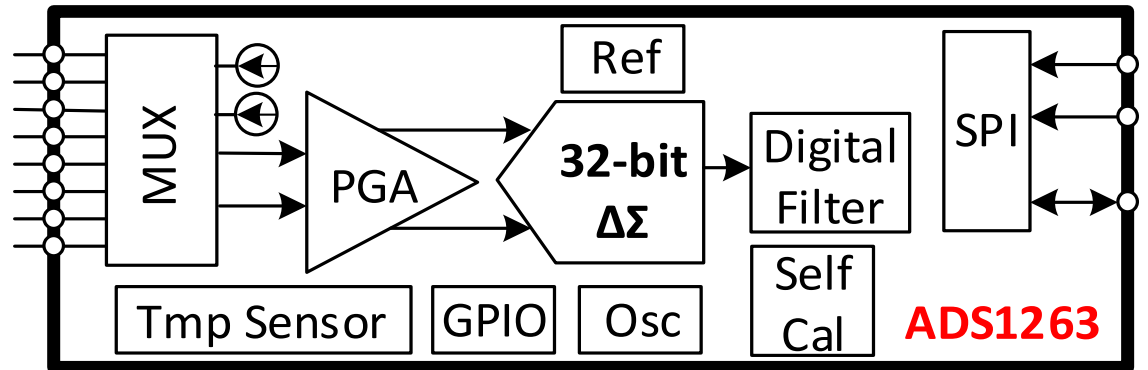 Ref
MUX
PGA
32-bit
ΔΣ
Digital
Filter
SPI
Tmp Sensor
GPIO
Osc
Self
Cal
ADS1263